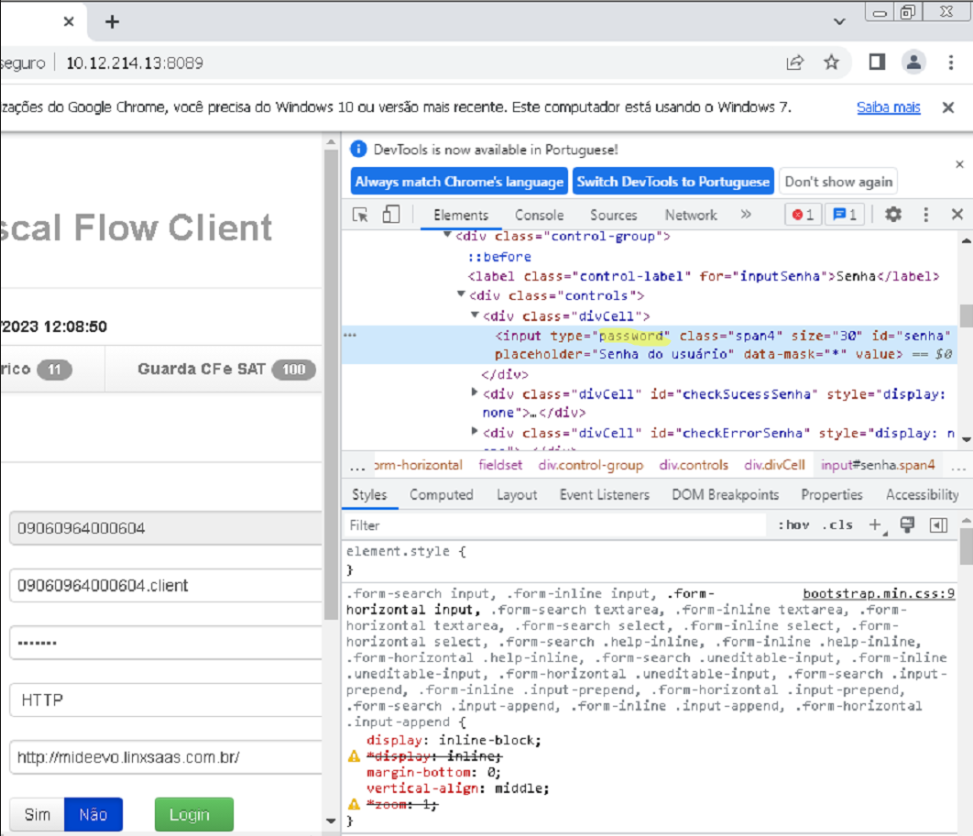 eguro 10.12.214.13:8089
izações do Google Chrome, você precisa do Windows 10 ou versão mais recente. Este computador está usando o Windows 7. Saiba mais
DevTools is now available in Portuguese!
Always match Chrome's language Switch DevTools to Portuguese Don't show again
Elements Console Sources Network » 1 1
scal Flow Client
/2023 12:08:50
rico 11 Guarda CFe SAT 100
09060964000604
09060964000604.client
•••••••
HTTP
http://mideevo.linxsaas.com.br/
Sim Não Login
<div class="control-group">
::before
<label class="control-label" for="inputSenha">Senha</label>
<div class="controls">
<div class="divCell">
<input type="password" class="span4" size="30" id="senha"
placeholder="Senha do usuário" data-mask="*" value> == $0
</div>
<div class="divCell" id="checkSucessSenha" style="display:
none">…</div>
<div class="divCell" id="checkErrorSenha" style="display: n
... orm-horizontal fieldset div.control-group div.controls div.divCell input#senha.span4 ...
Styles Computed Layout Event Listeners DOM Breakpoints Properties Accessibility
Filter :hov .cls +
element.style {
}
.form-search input, .form-inline input, .form- bootstrap.min.css:9
horizontal input, .form-search textarea, .form-inline textarea, .form-
horizontal textarea, .form-search select, .form-inline select, .form-
horizontal select, .form-search .help-inline, .form-inline .help-inline,
.form-horizontal .help-inline, .form-search .uneditable-input, .form-inline
.uneditable-input, .form-horizontal .uneditable-input, .form-search .input-
prepend, .form-inline .input-prepend, .form-horizontal .input-prepend,
.form-search .input-append, .form-inline .input-append, .form-horizontal
.input-append {
display: inline-block;
*display: inline;
margin-bottom: 0;
vertical-align: middle;
*zoom: 1;
}